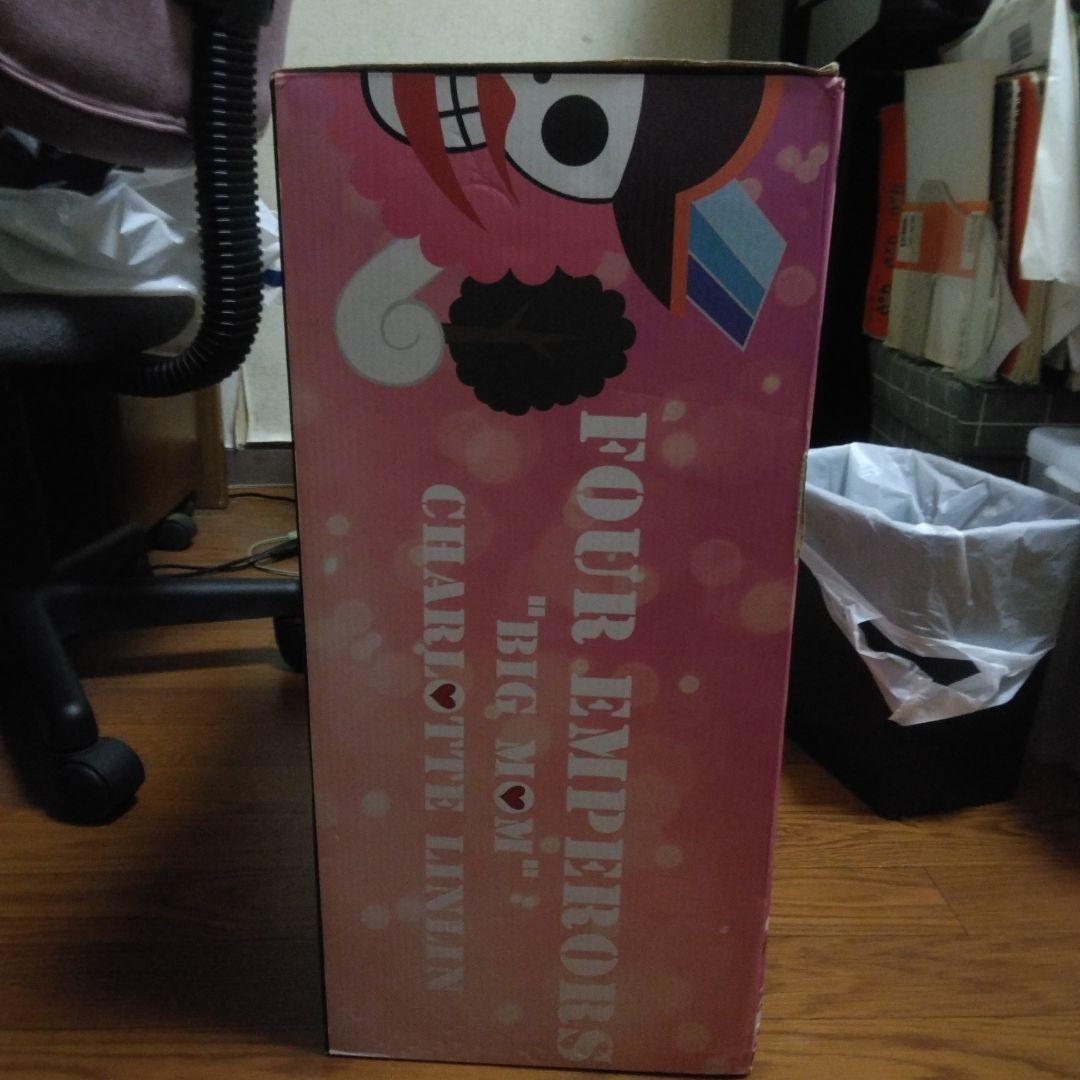 FOUR EMPERORS
"BIG MOM"
CHARLOTTE LINLIN